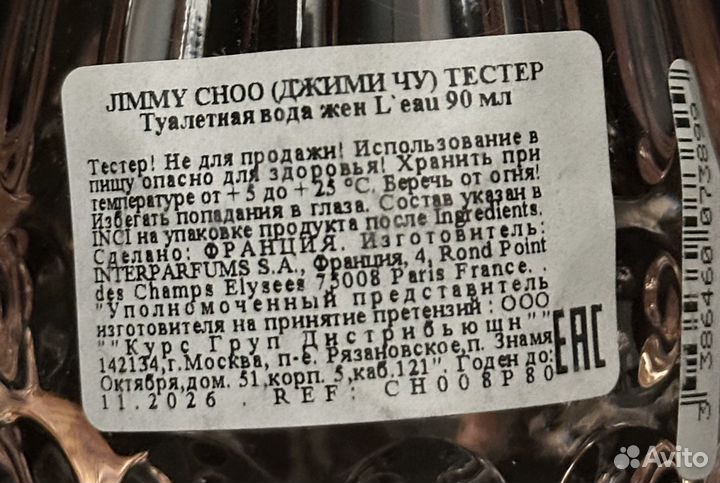 JIMMY CHOO (ДЖИМИ ЧУ) ТЕСТЕР
Туалетная вода жен L`eau 90 мл
Тестер! Не для продажи! Использование в
пищу опасно для здоровья! Хранить при
температуре от + 5 до + 25 °C. Беречь от огня!
Избегать попадания в глаза. Состав указан в
INCI на упаковке продукта после Ingredients.
Сделано: ФРАНЦИЯ. Изготовитель:
INTERPARFUMS S.A., Франция, 4, Rond Point
des Champs Elysees 75008 Paris France. .
"Уполномоченный представитель
изготовителя на принятие претензий : ООО
""Курс Груп Дистрибьюшн""
142134,г.Москва, п-е. Рязановское,п. Знамя
Октября,дом. 51,корп. 5,каб.121". Годен до:
11.2026 . REF: CH008P80
EAC
3 386460 073899
Avito